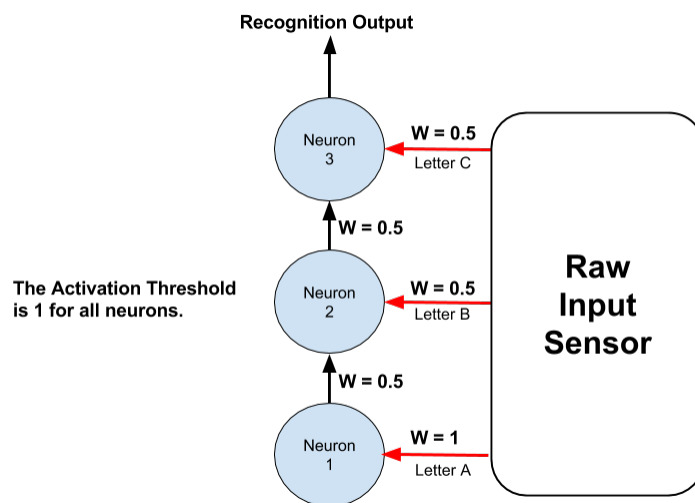 Recognition Output
Neuron
3
W = 0.5
Letter C
W = 0.5
The Activation Threshold
is 1 for all neurons.
Neuron
2
W = 0.5
Letter B
Raw
Input
Sensor
W = 0.5
Neuron
1
W = 1
Letter A